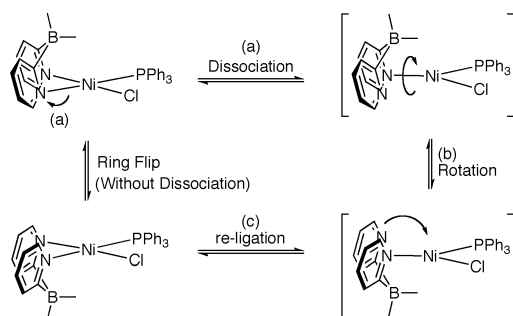 B
N
N
Ni
PPh3
Cl
(a)
(a)
Dissociation
B
N
N
Ni
PPh3
Cl
Ring Flip
(Without Dissociation)
(b)
Rotation
N
N
Ni
PPh3
Cl
B
(c)
re-ligation
N
N
Ni
PPh3
Cl
B